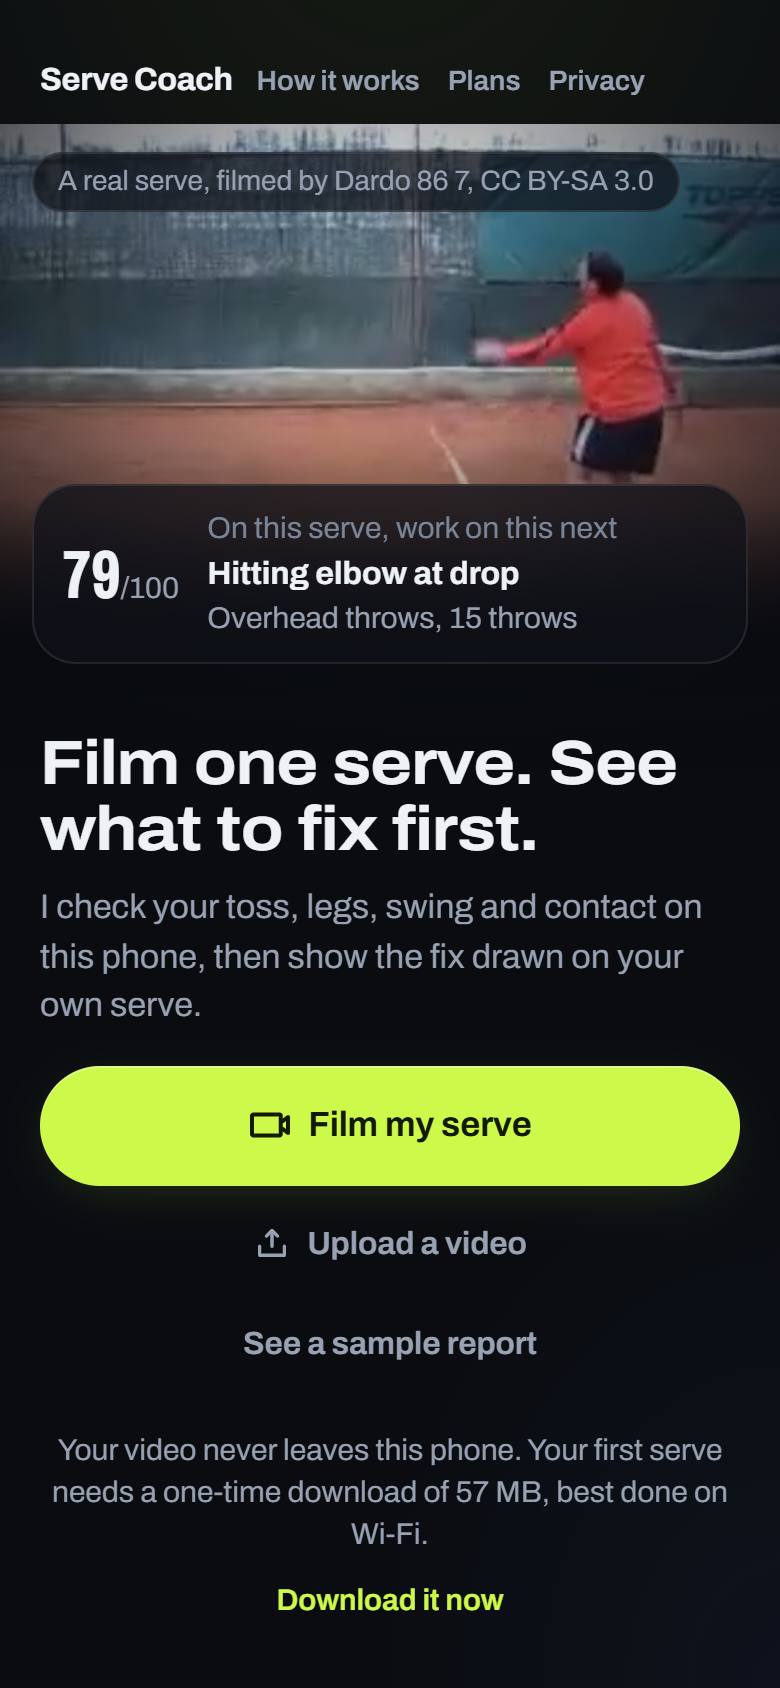 Serve Coach How it works Plans Privacy
A real serve, filmed by Dardo 86 7, CC BY-SA 3.0
On this serve, work on this next
79/100
Hitting elbow at drop
Overhead throws, 15 throws
Film one serve. See
what to fix first.
I check your toss, legs, swing and contact on
this phone, then show the fix drawn on your
own serve.
Film my serve
Upload a video
See a sample report
Your video never leaves this phone. Your first serve
needs a one-time download of 57 MB, best done on
Wi-Fi.
Download it now